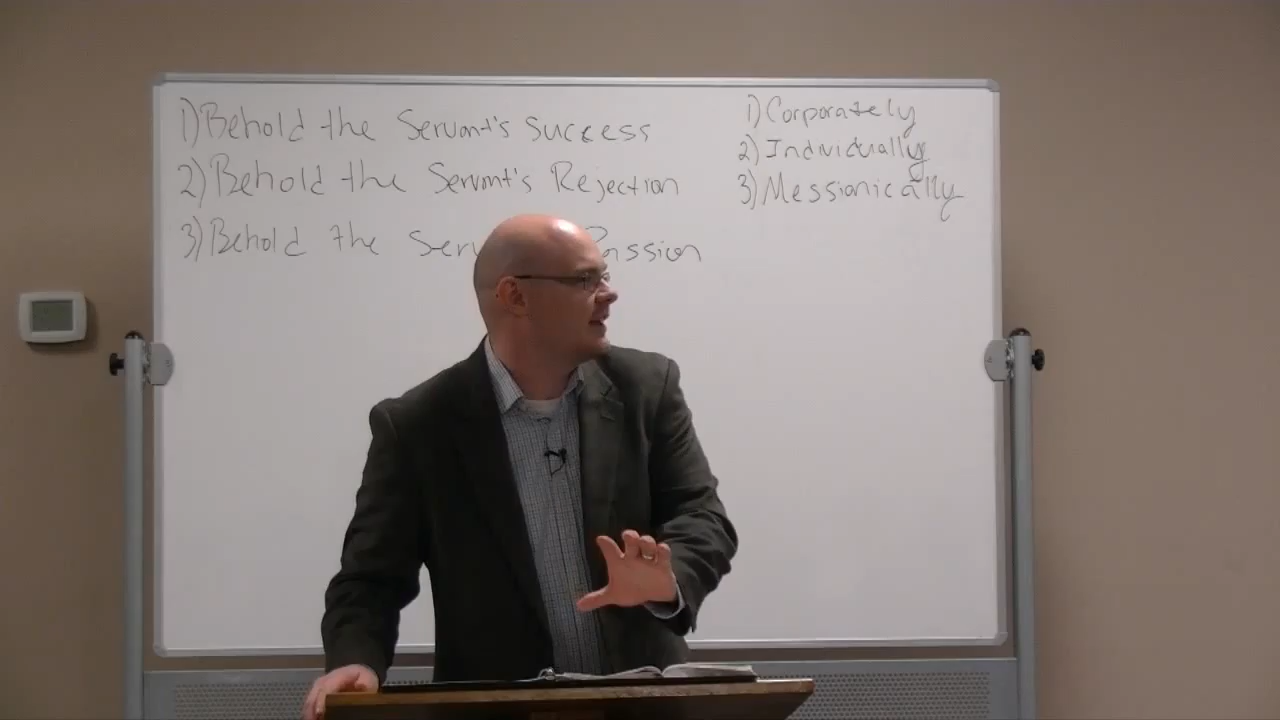 1) Behold the Servant's Success
2) Behold the Servant's Rejection
3) Behold the Passion
1) Corporately
2) Individually
3) Messianically